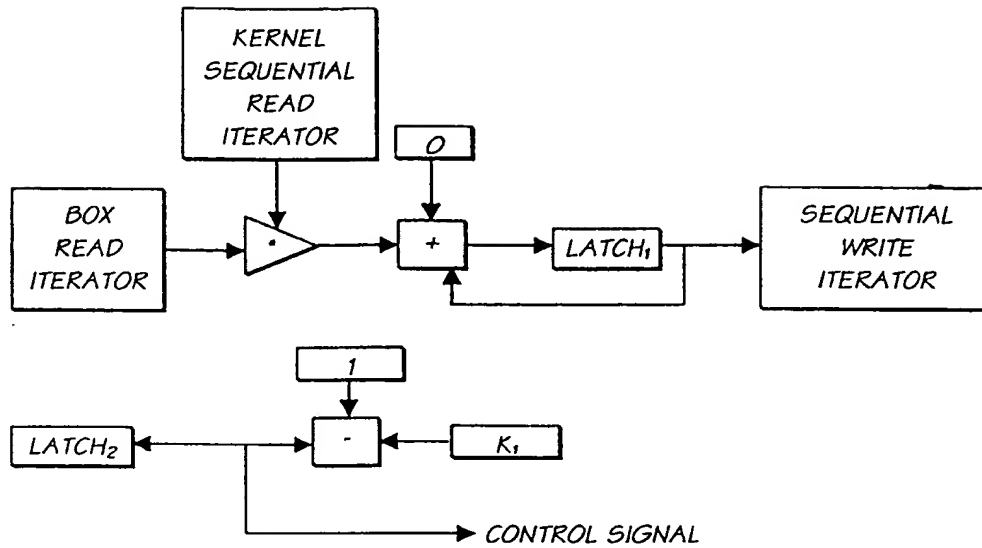 KERNEL
SEQUENTIAL
READ
ITERATOR
0
BOX
READ
ITERATOR
+
LATCH₁
SEQUENTIAL
WRITE
ITERATOR
1
LATCH₂
-
K₁
CONTROL SIGNAL